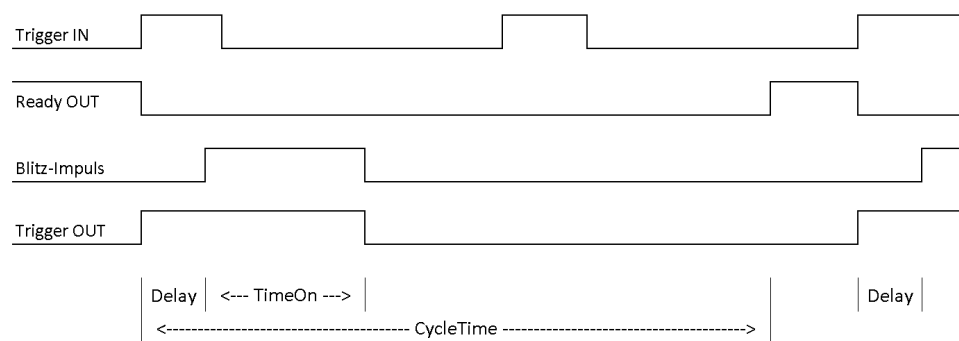 Trigger IN
Ready OUT
Blitz-Impuls
Trigger OUT
Delay <--- TimeOn ---> Delay
<------------------------------------- CycleTime ------------------------------------->